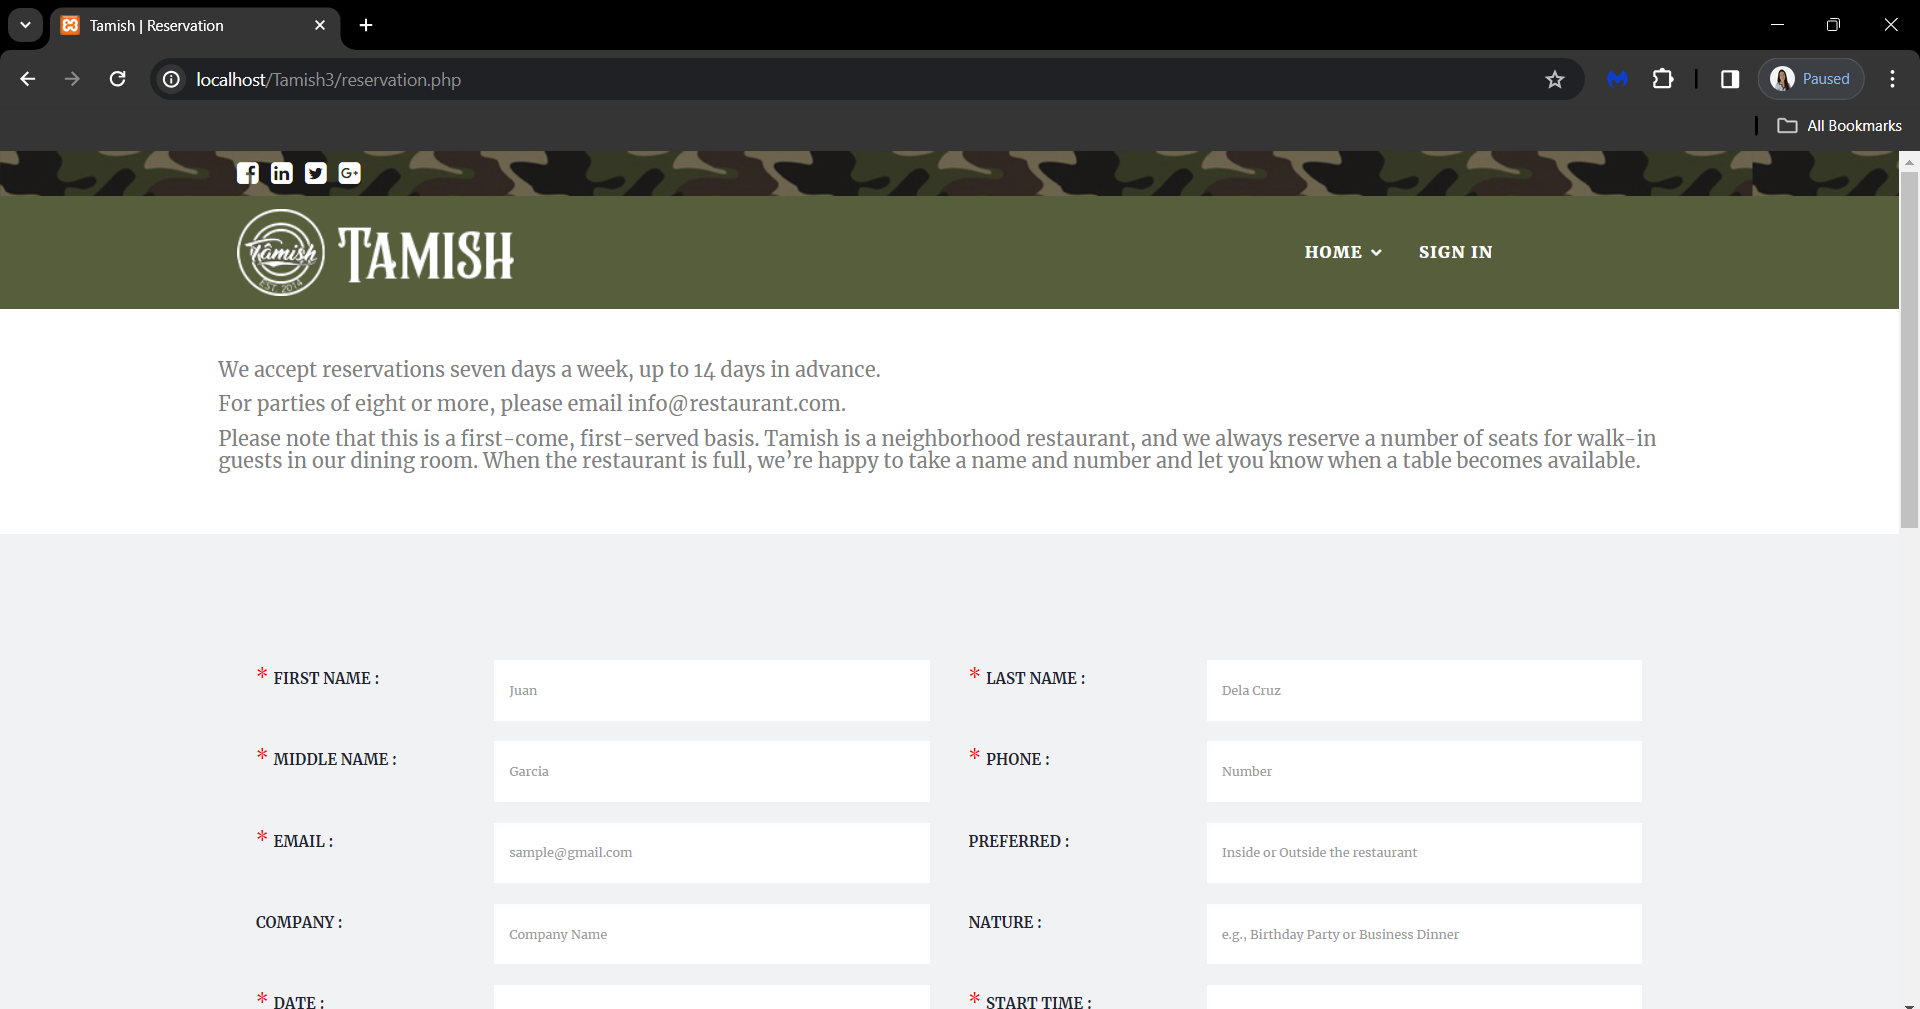 Tamish | Reservation
localhost/Tamish3/reservation.php
Paused
All Bookmarks
Tamish
EST. 2014
TAMISH
HOME
SIGN IN
We accept reservations seven days a week, up to 14 days in advance.
For parties of eight or more, please email info@restaurant.com.
Please note that this is a first-come, first-served basis. Tamish is a neighborhood restaurant, and we always reserve a number of seats for walk-in
guests in our dining room. When the restaurant is full, we’re happy to take a name and number and let you know when a table becomes available.
* FIRST NAME :
Juan
* LAST NAME :
Dela Cruz
* MIDDLE NAME :
Garcia
* PHONE :
Number
* EMAIL :
sample@gmail.com
PREFERRED :
Inside or Outside the restaurant
COMPANY :
Company Name
NATURE :
e.g., Birthday Party or Business Dinner
* DATE :
* START TIME :